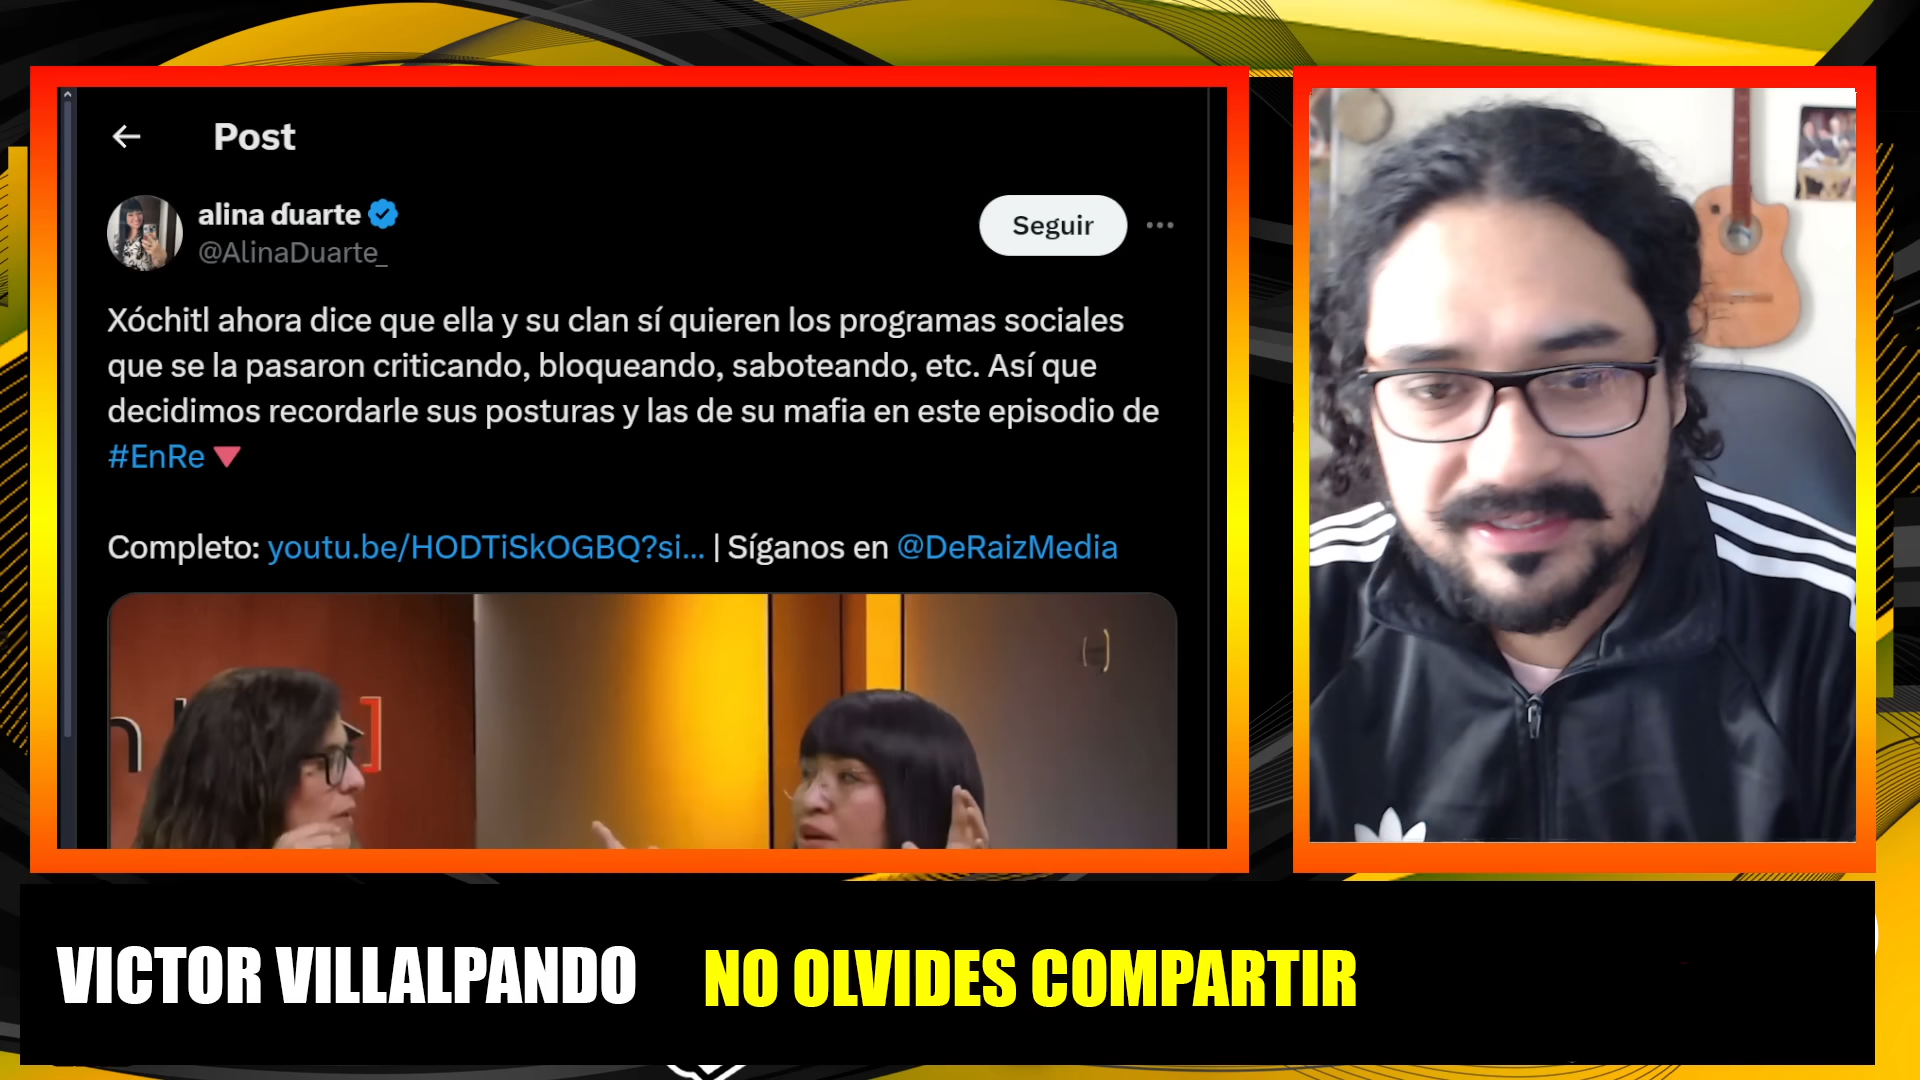 Post
alina duarte
@AlinaDuarte_
Seguir
Xóchitl ahora dice que ella y su clan sí quieren los programas sociales
que se la pasaron criticando, bloqueando, saboteando, etc. Así que
decidimos recordarle sus posturas y las de su mafia en este episodio de
#EnRe
Completo: youtu.be/HODTiSkOGBQ?si... | Síganos en @DeRaizMedia
VICTOR VILLALPANDO
NO OLVIDES COMPARTIR